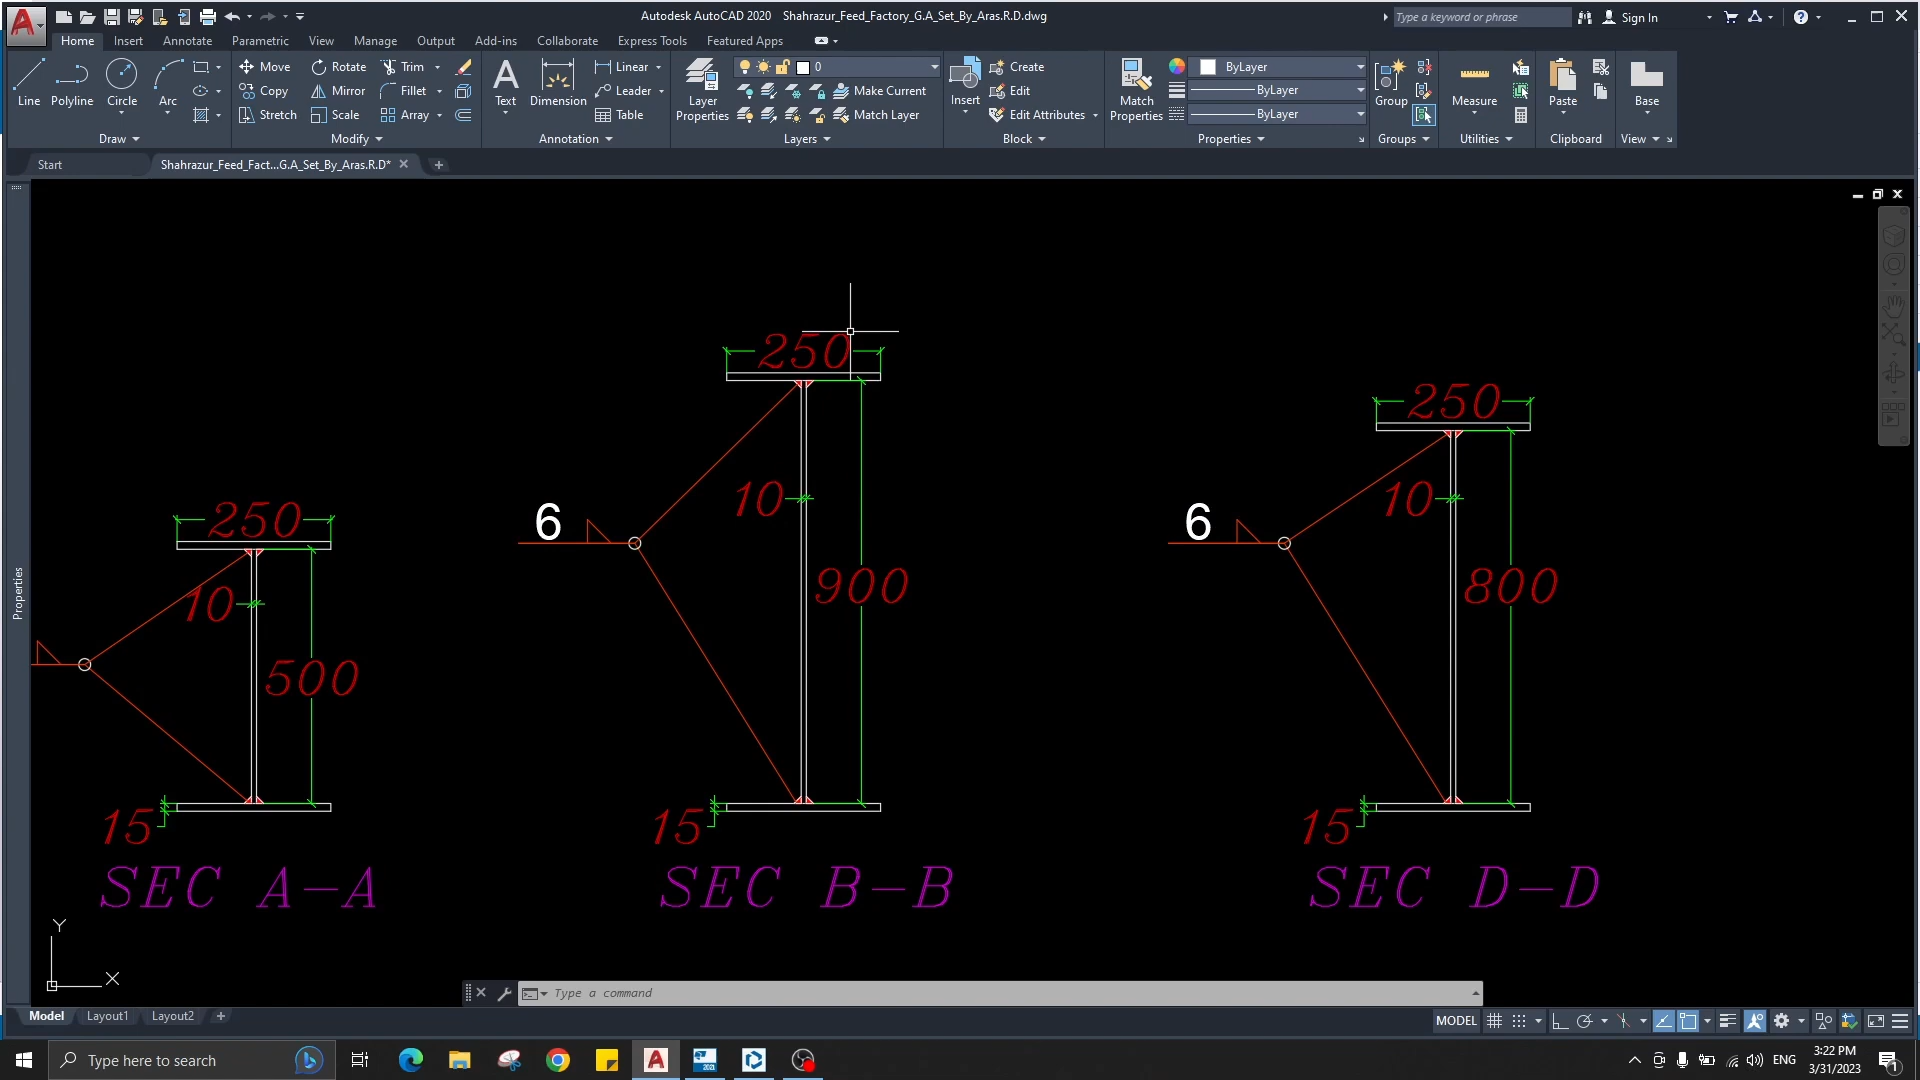 Autodesk AutoCAD 2020 Shahrazur_Feed_Factory_G.A_Set_By_Aras.R.D.dwg
Type a keyword or phrase
Sign In
Home Insert Annotate Parametric View Manage Output Add-ins Collaborate Express Tools Featured Apps
Line Polyline Circle Arc
Move Rotate Trim
Copy Mirror Fillet
Stretch Scale Array
Text Dimension
Linear
Leader
Table
Layer
Properties
0
Make Current
Match Layer
Insert
Create
Edit
Edit Attributes
Match
Properties
ByLayer
ByLayer
ByLayer
Group
Measure
Paste
Base
Draw Modify Annotation Layers Block Properties Groups Utilities Clipboard View
Start Shahrazur_Feed_Fact...G.A_Set_By_Aras.R.D*
Properties
250
10
500
15
SEC A-A
250
6
10
900
15
SEC B-B
250
6
10
800
15
SEC D-D
Y
X
Type a command
Model Layout1 Layout2
MODEL
Type here to search
2021
ENG
3:22 PM
3/31/2023
1